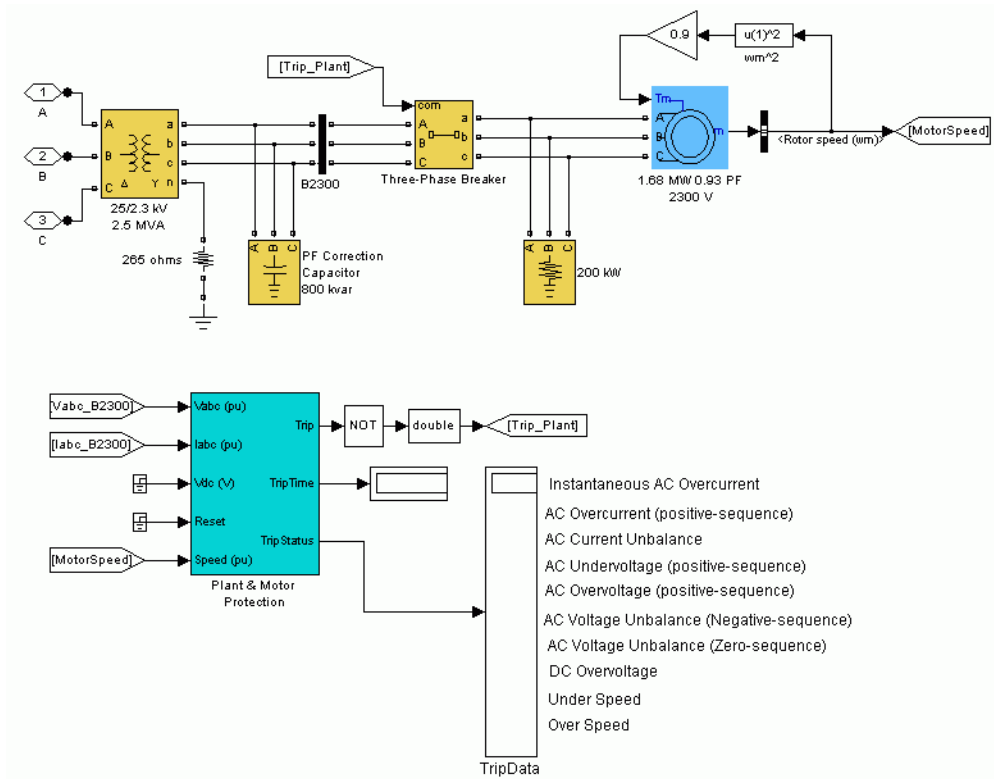 0.9
u(1)^2
wm^2
[Trip_Plant]
1
A
2
B
3
C
A
B
C
a
b
c
n
Δ
Y
25/2.3 kV
2.5 MVA
265 ohms
A
B
C
PF Correction
Capacitor
800 kvar
B2300
com
A
B
C
a
b
c
Three-Phase Breaker
A
B
C
200 kW
Tm
A
B
C
m
1.68 MW 0.93 PF
2300 V
<Rotor speed (wm)>
[MotorSpeed]
[Vabc_B2300]
[Iabc_B2300]
[MotorSpeed]
Vabc (pu)
Iabc (pu)
Vdc (V)
Reset
Speed (pu)
Trip
TripTime
TripStatus
Plant & Motor
Protection
NOT
double
[Trip_Plant]
Instantaneous AC Overcurrent
AC Overcurrent (positive-sequence)
AC Current Unbalance
AC Undervoltage (positive-sequence)
AC Overvoltage (positive-sequence)
AC Voltage Unbalance (Negative-sequence)
AC Voltage Unbalance (Zero-sequence)
DC Overvoltage
Under Speed
Over Speed
TripData